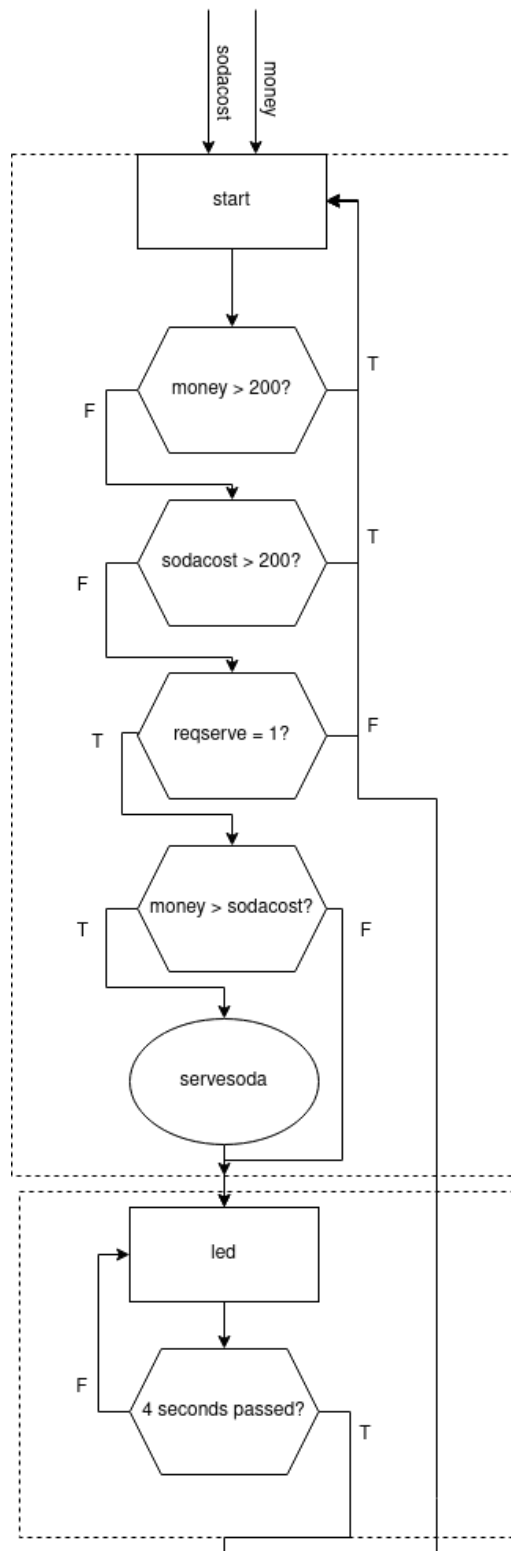 sodacost
money
start
money > 200?
T
F
sodacost > 200?
T
F
reqserve = 1?
F
T
money > sodacost?
T
F
servesoda
led
4 seconds passed?
F
T